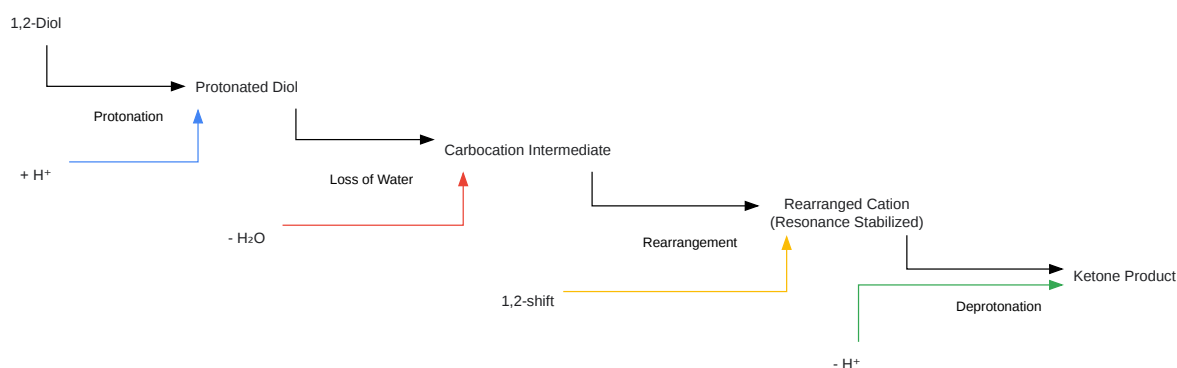 1,2-Diol
Protonated Diol
Protonation
+ H⁺
Carbocation Intermediate
Loss of Water
- H₂O
Rearranged Cation
(Resonance Stabilized)
Rearrangement
1,2-shift
Ketone Product
Deprotonation
- H⁺